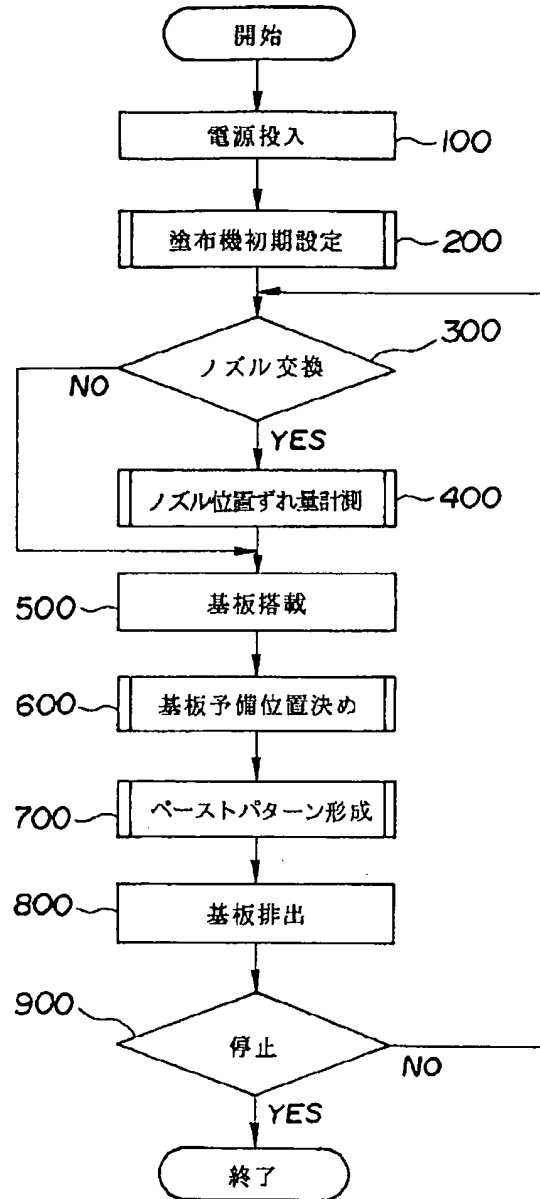 開始
電源投入 100
塗布機初期設定 200
ノズル交換 300
NO
YES
ノズル位置ずれ量計測 400
500 基板搭載
600 基板予備位置決め
700 ペーストパターン形成
800 基板排出
900 停止
NO
YES
終了